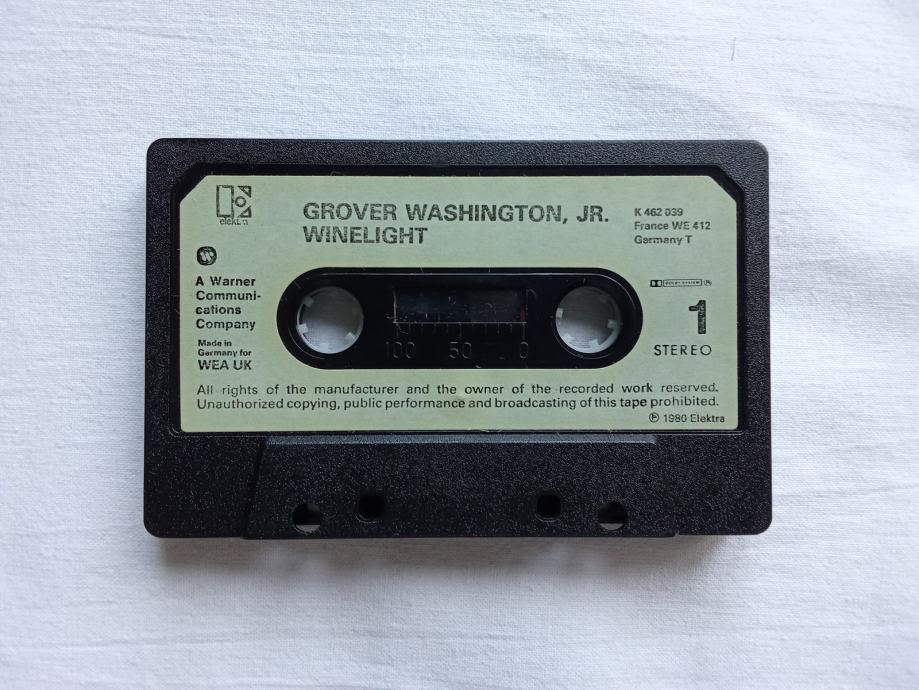 elektra
GROVER WASHINGTON, JR.
WINELIGHT
K 462 039
France WE 412
Germany T
A Warner
Communi-
cations
Company
Made in
Germany for
WEA UK
DOLBY SYSTEM
1
STEREO
100 50 0
All rights of the manufacturer and the owner of the recorded work reserved.
Unauthorized copying, public performance and broadcasting of this tape prohibited.
℗ 1980 Elektra